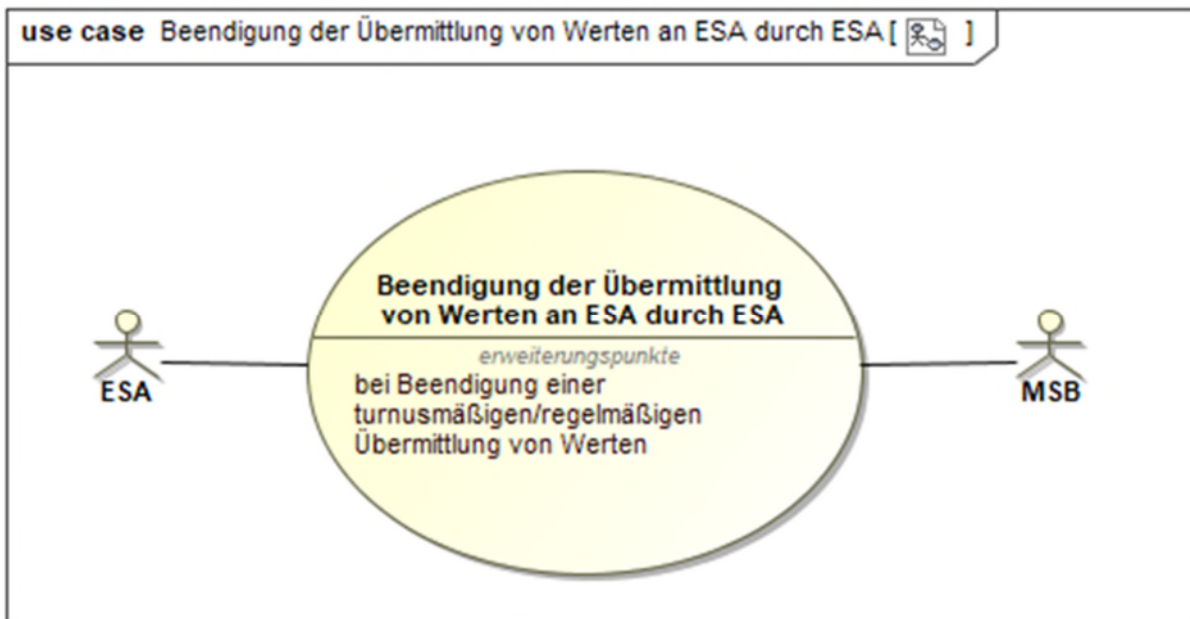 use case Beendigung der Übermittlung von Werten an ESA durch ESA [ ]
Beendigung der Übermittlung
von Werten an ESA durch ESA
erweiterungspunkte
bei Beendigung einer
turnusmäßigen/regelmäßigen
Übermittlung von Werten
ESA
MSB